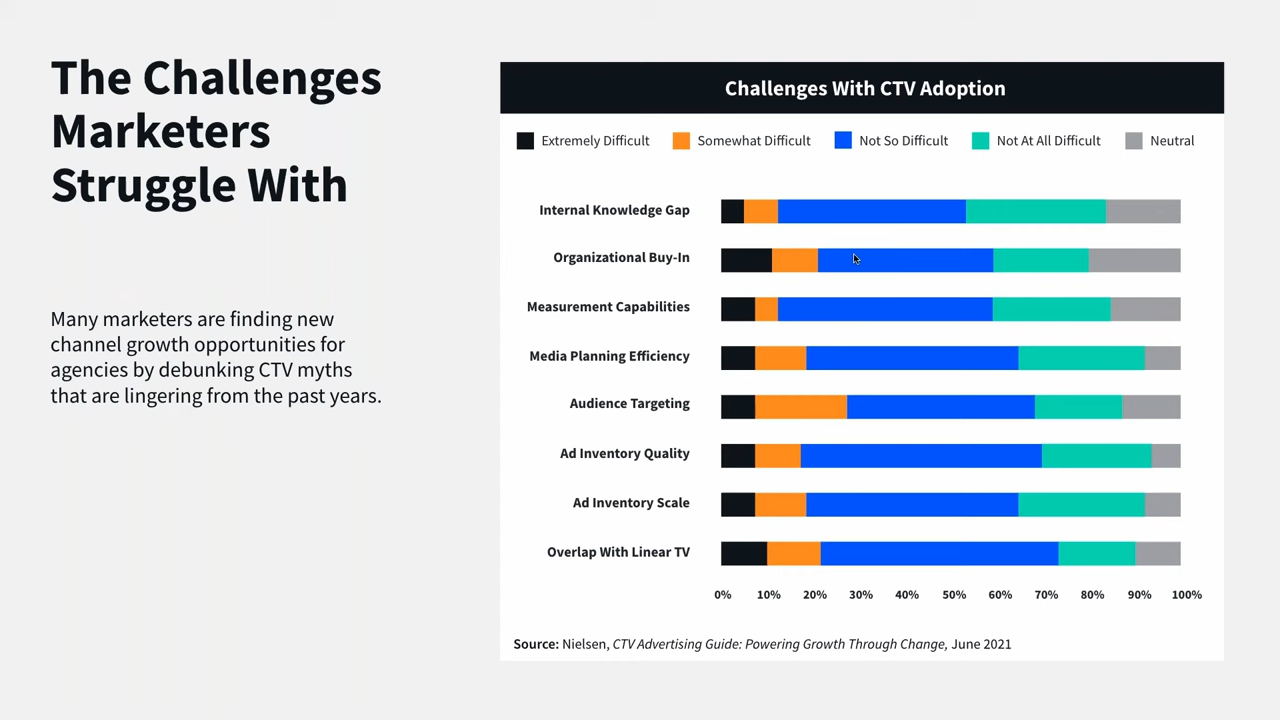 The Challenges
Marketers
Struggle With
Many marketers are finding new
channel growth opportunities for
agencies by debunking CTV myths
that are lingering from the past years.
Challenges With CTV Adoption
Extremely Difficult Somewhat Difficult Not So Difficult Not At All Difficult Neutral
Internal Knowledge Gap
Organizational Buy-In
Measurement Capabilities
Media Planning Efficiency
Audience Targeting
Ad Inventory Quality
Ad Inventory Scale
Overlap With Linear TV
0% 10% 20% 30% 40% 50% 60% 70% 80% 90% 100%
Source: Nielsen, CTV Advertising Guide: Powering Growth Through Change, June 2021